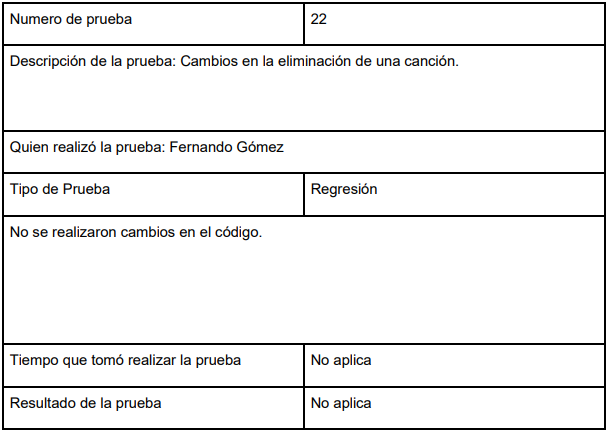 Numero de prueba 22
Descripción de la prueba: Cambios en la eliminación de una canción.
Quien realizó la prueba: Fernando Gómez
Tipo de Prueba Regresión
No se realizaron cambios en el código.
Tiempo que tomó realizar la prueba No aplica
Resultado de la prueba No aplica